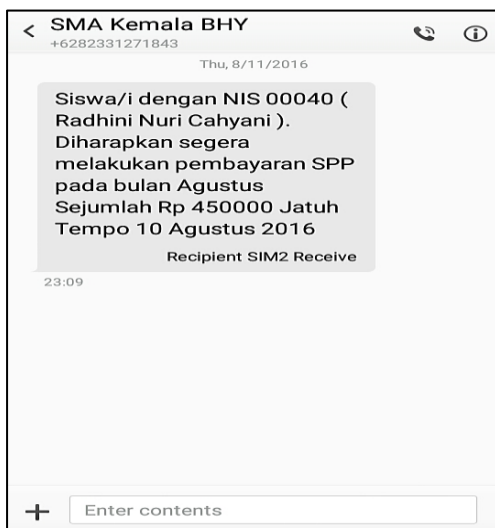 SMA Kemala BHY
+6282331271843
Thu, 8/11/2016
Siswa/i dengan NIS 00040 (
Radhini Nuri Cahyani ).
Diharapkan segera
melakukan pembayaran SPP
pada bulan Agustus
Sejumlah Rp 450000 Jatuh
Tempo 10 Agustus 2016
Recipient SIM2 Receive
23:09
Enter contents